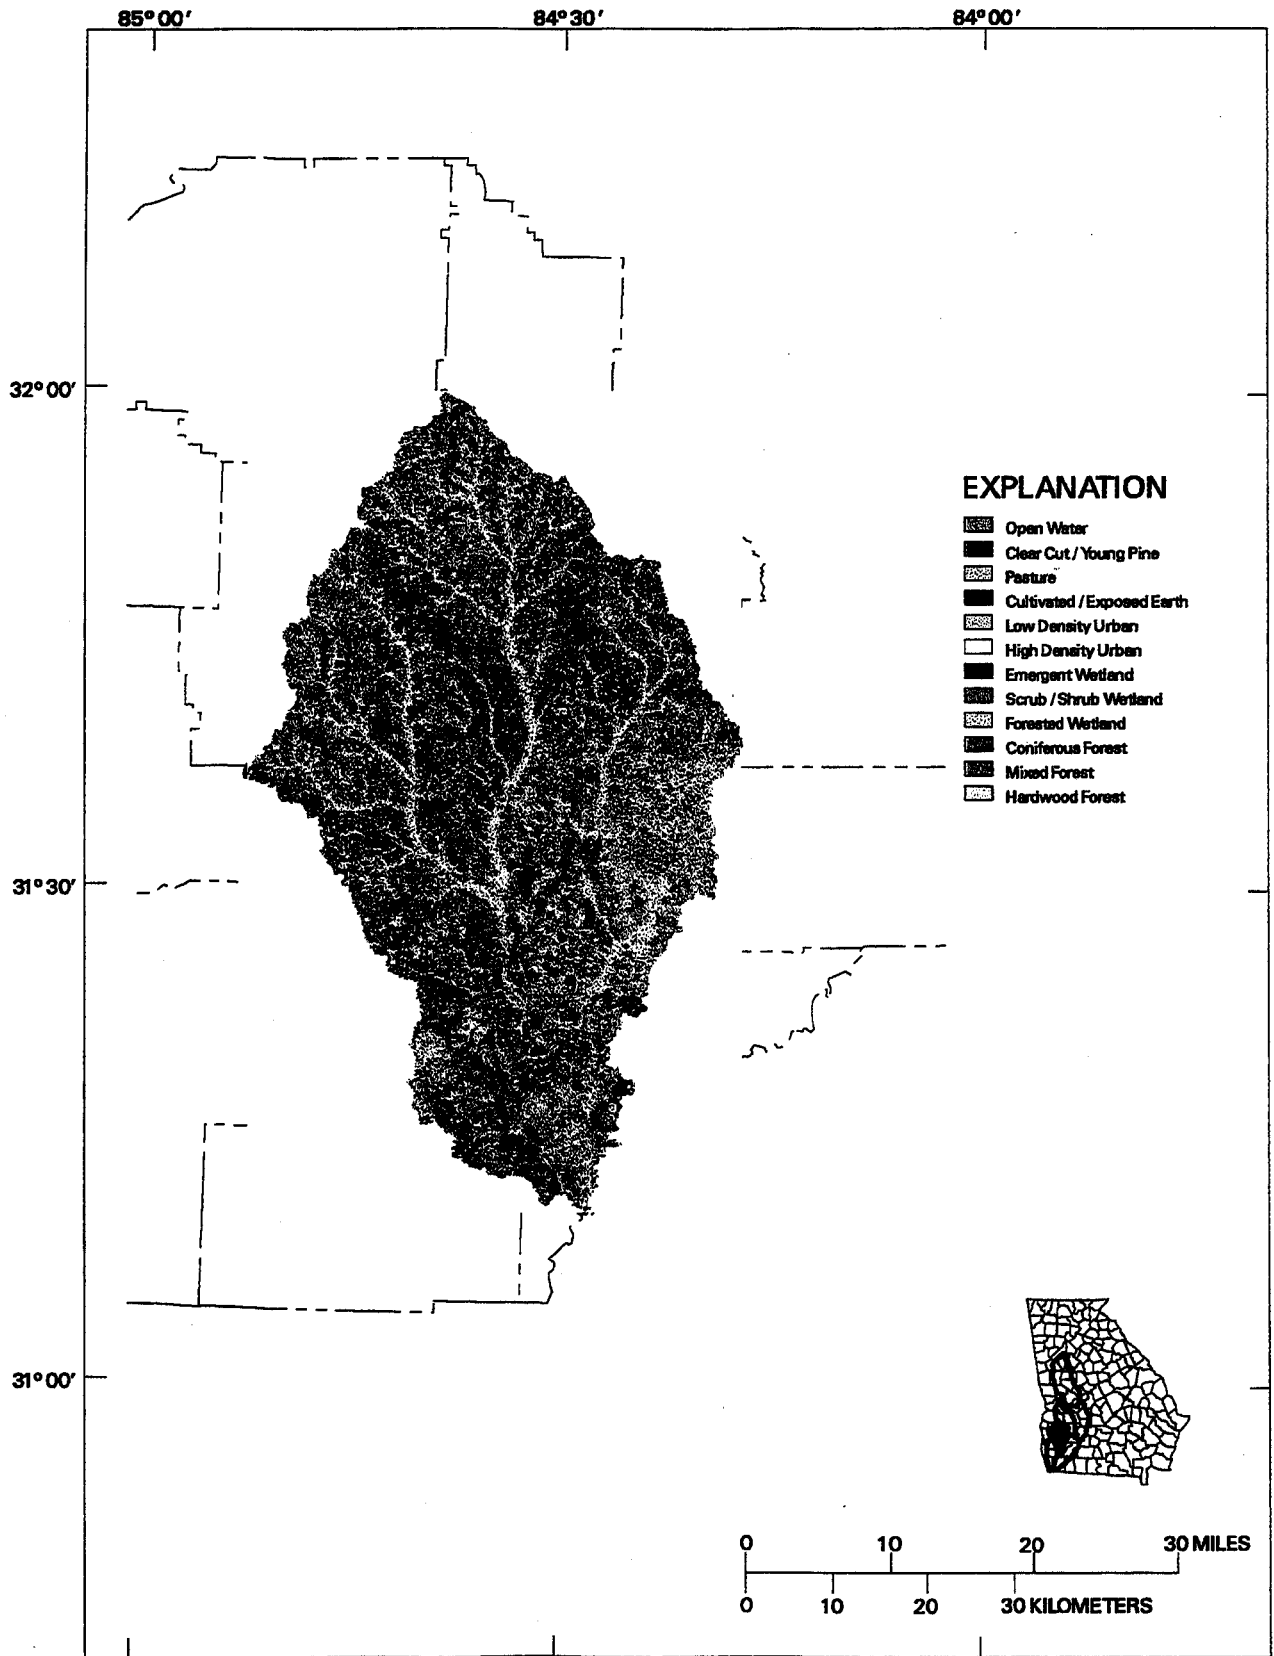 85°00′ 84°30′ 84°00′
32°00′
EXPLANATION
Open Water
Clear Cut / Young Pine
Pasture
Cultivated / Exposed Earth
Low Density Urban
High Density Urban
Emergent Wetland
Scrub / Shrub Wetland
Forested Wetland
Coniferous Forest
Mixed Forest
Hardwood Forest
31°30′
31°00′
0 10 20 30 MILES
0 10 20 30 KILOMETERS